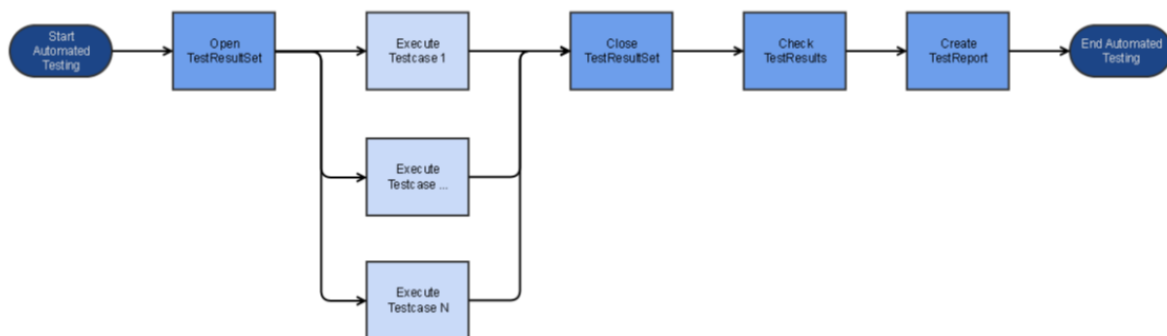 Start
Automated
Testing
Open
TestResultSet
Execute
Testcase 1
Execute
Testcase ...
Execute
Testcase N
Close
TestResultSet
Check
TestResults
Create
TestReport
End Automated
Testing